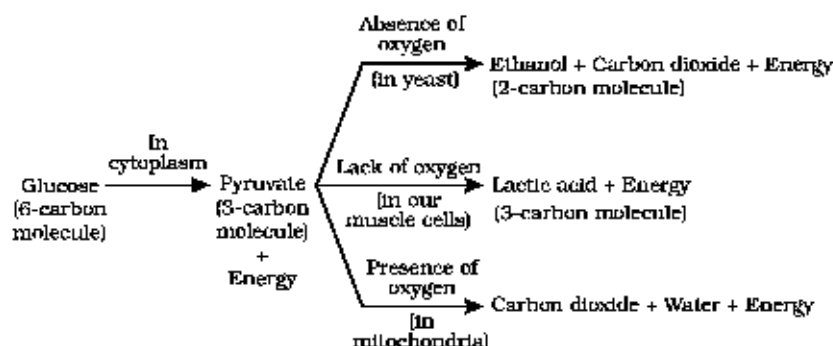 Absence of
oxygen
(in yeast)
Ethanol + Carbon dioxide + Energy
(2-carbon molecule)
In
cytoplasm
Glucose
(6-carbon
molecule)
Pyruvate
(3-carbon
molecule)
+
Energy
Lack of oxygen
(in our
muscle cells)
Lactic acid + Energy
(3-carbon molecule)
Presence of
oxygen
(in
mitochondria)
Carbon dioxide + Water + Energy